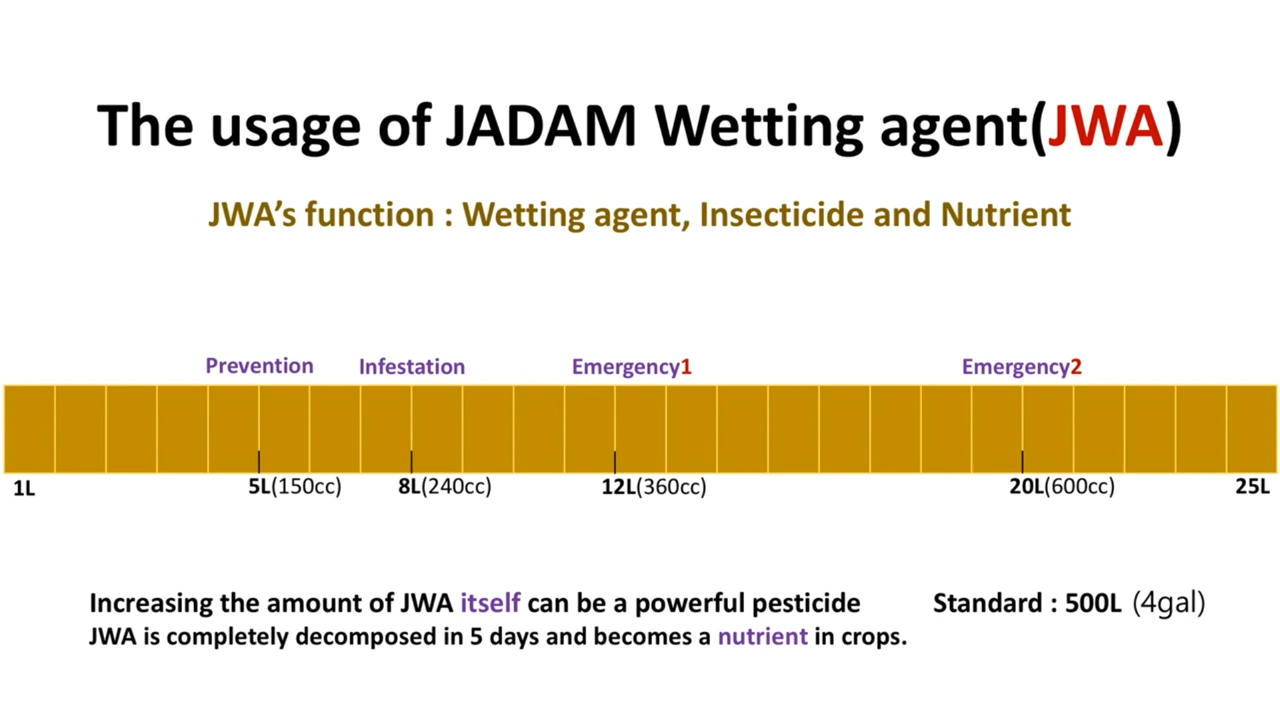 The usage of JADAM Wetting agent(JWA)
JWA’s function : Wetting agent, Insecticide and Nutrient
Prevention Infestation Emergency1 Emergency2
1L 5L(150cc) 8L(240cc) 12L(360cc) 20L(600cc) 25L
Increasing the amount of JWA itself can be a powerful pesticide Standard : 500L (4gal)
JWA is completely decomposed in 5 days and becomes a nutrient in crops.